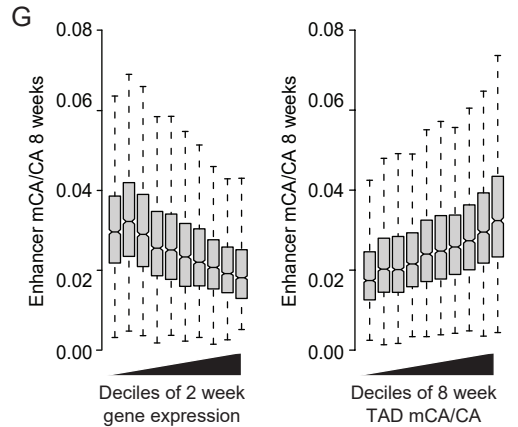 G
Enhancer mCA/CA 8 weeks
0.08
0.06
0.04
0.02
0.00
Deciles of 2 week
gene expression
Enhancer mCA/CA 8 weeks
0.08
0.06
0.04
0.02
0.00
Deciles of 8 week
TAD mCA/CA